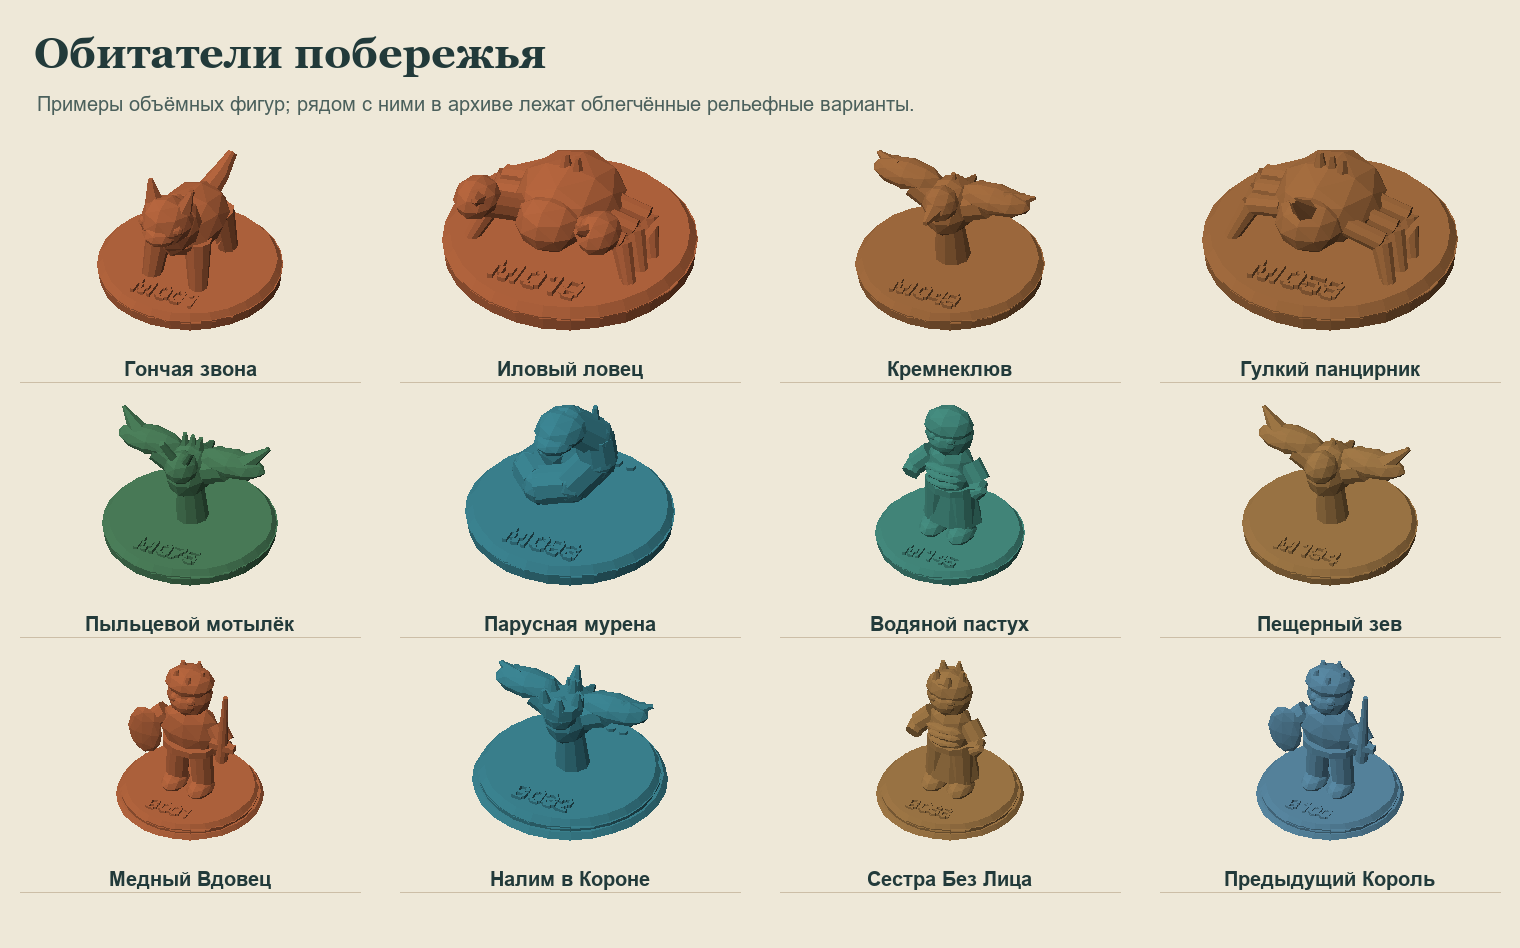 Обитатели побережья
Примеры объёмных фигур; рядом с ними в архиве лежат облегчённые рельефные варианты.
M001
Гончая звона
Иловый ловец
Кремнеклюв
Гулкий панцирник
Пыльцевой мотылёк
Парусная мурена
Водяной пастух
Пещерный зев
Медный Вдовец
Налим в Короне
Сестра Без Лица
Предыдущий Король